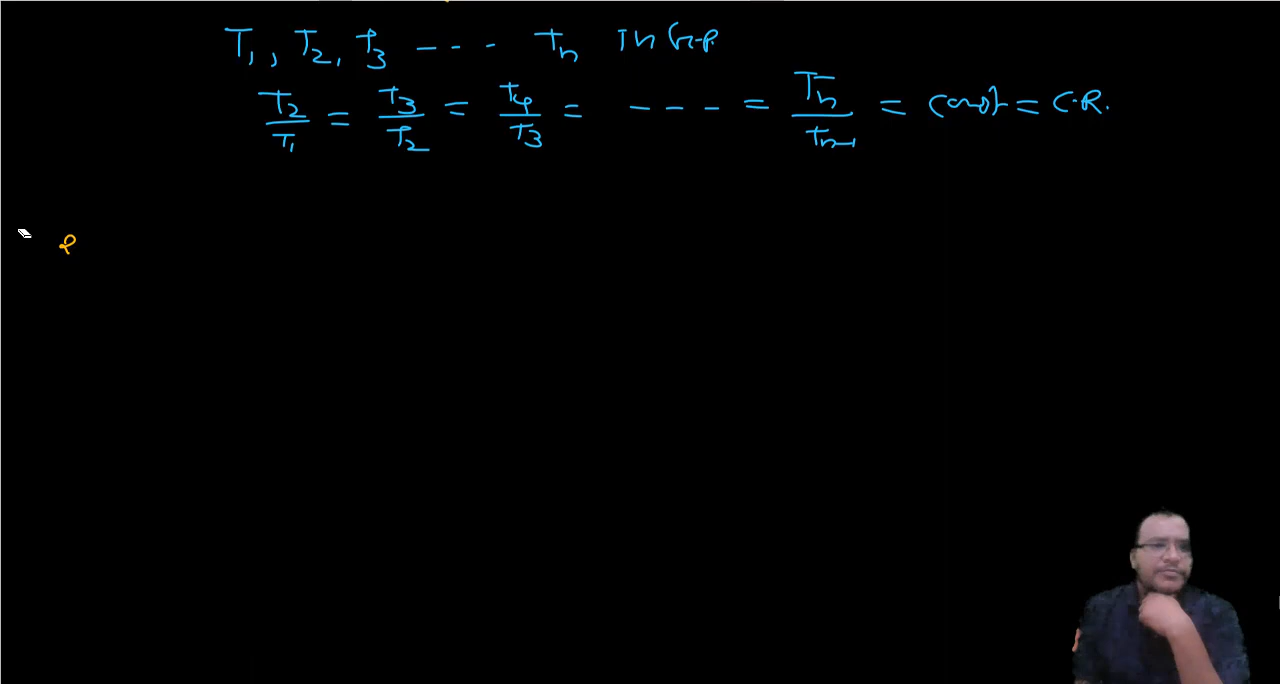 T₁, T₂, T₃ --- Tₙ in G.P.
T₂/T₁ = T₃/T₂ = T₄/T₃ = --- = Tₙ/Tₙ₋₁ = const = C.R.